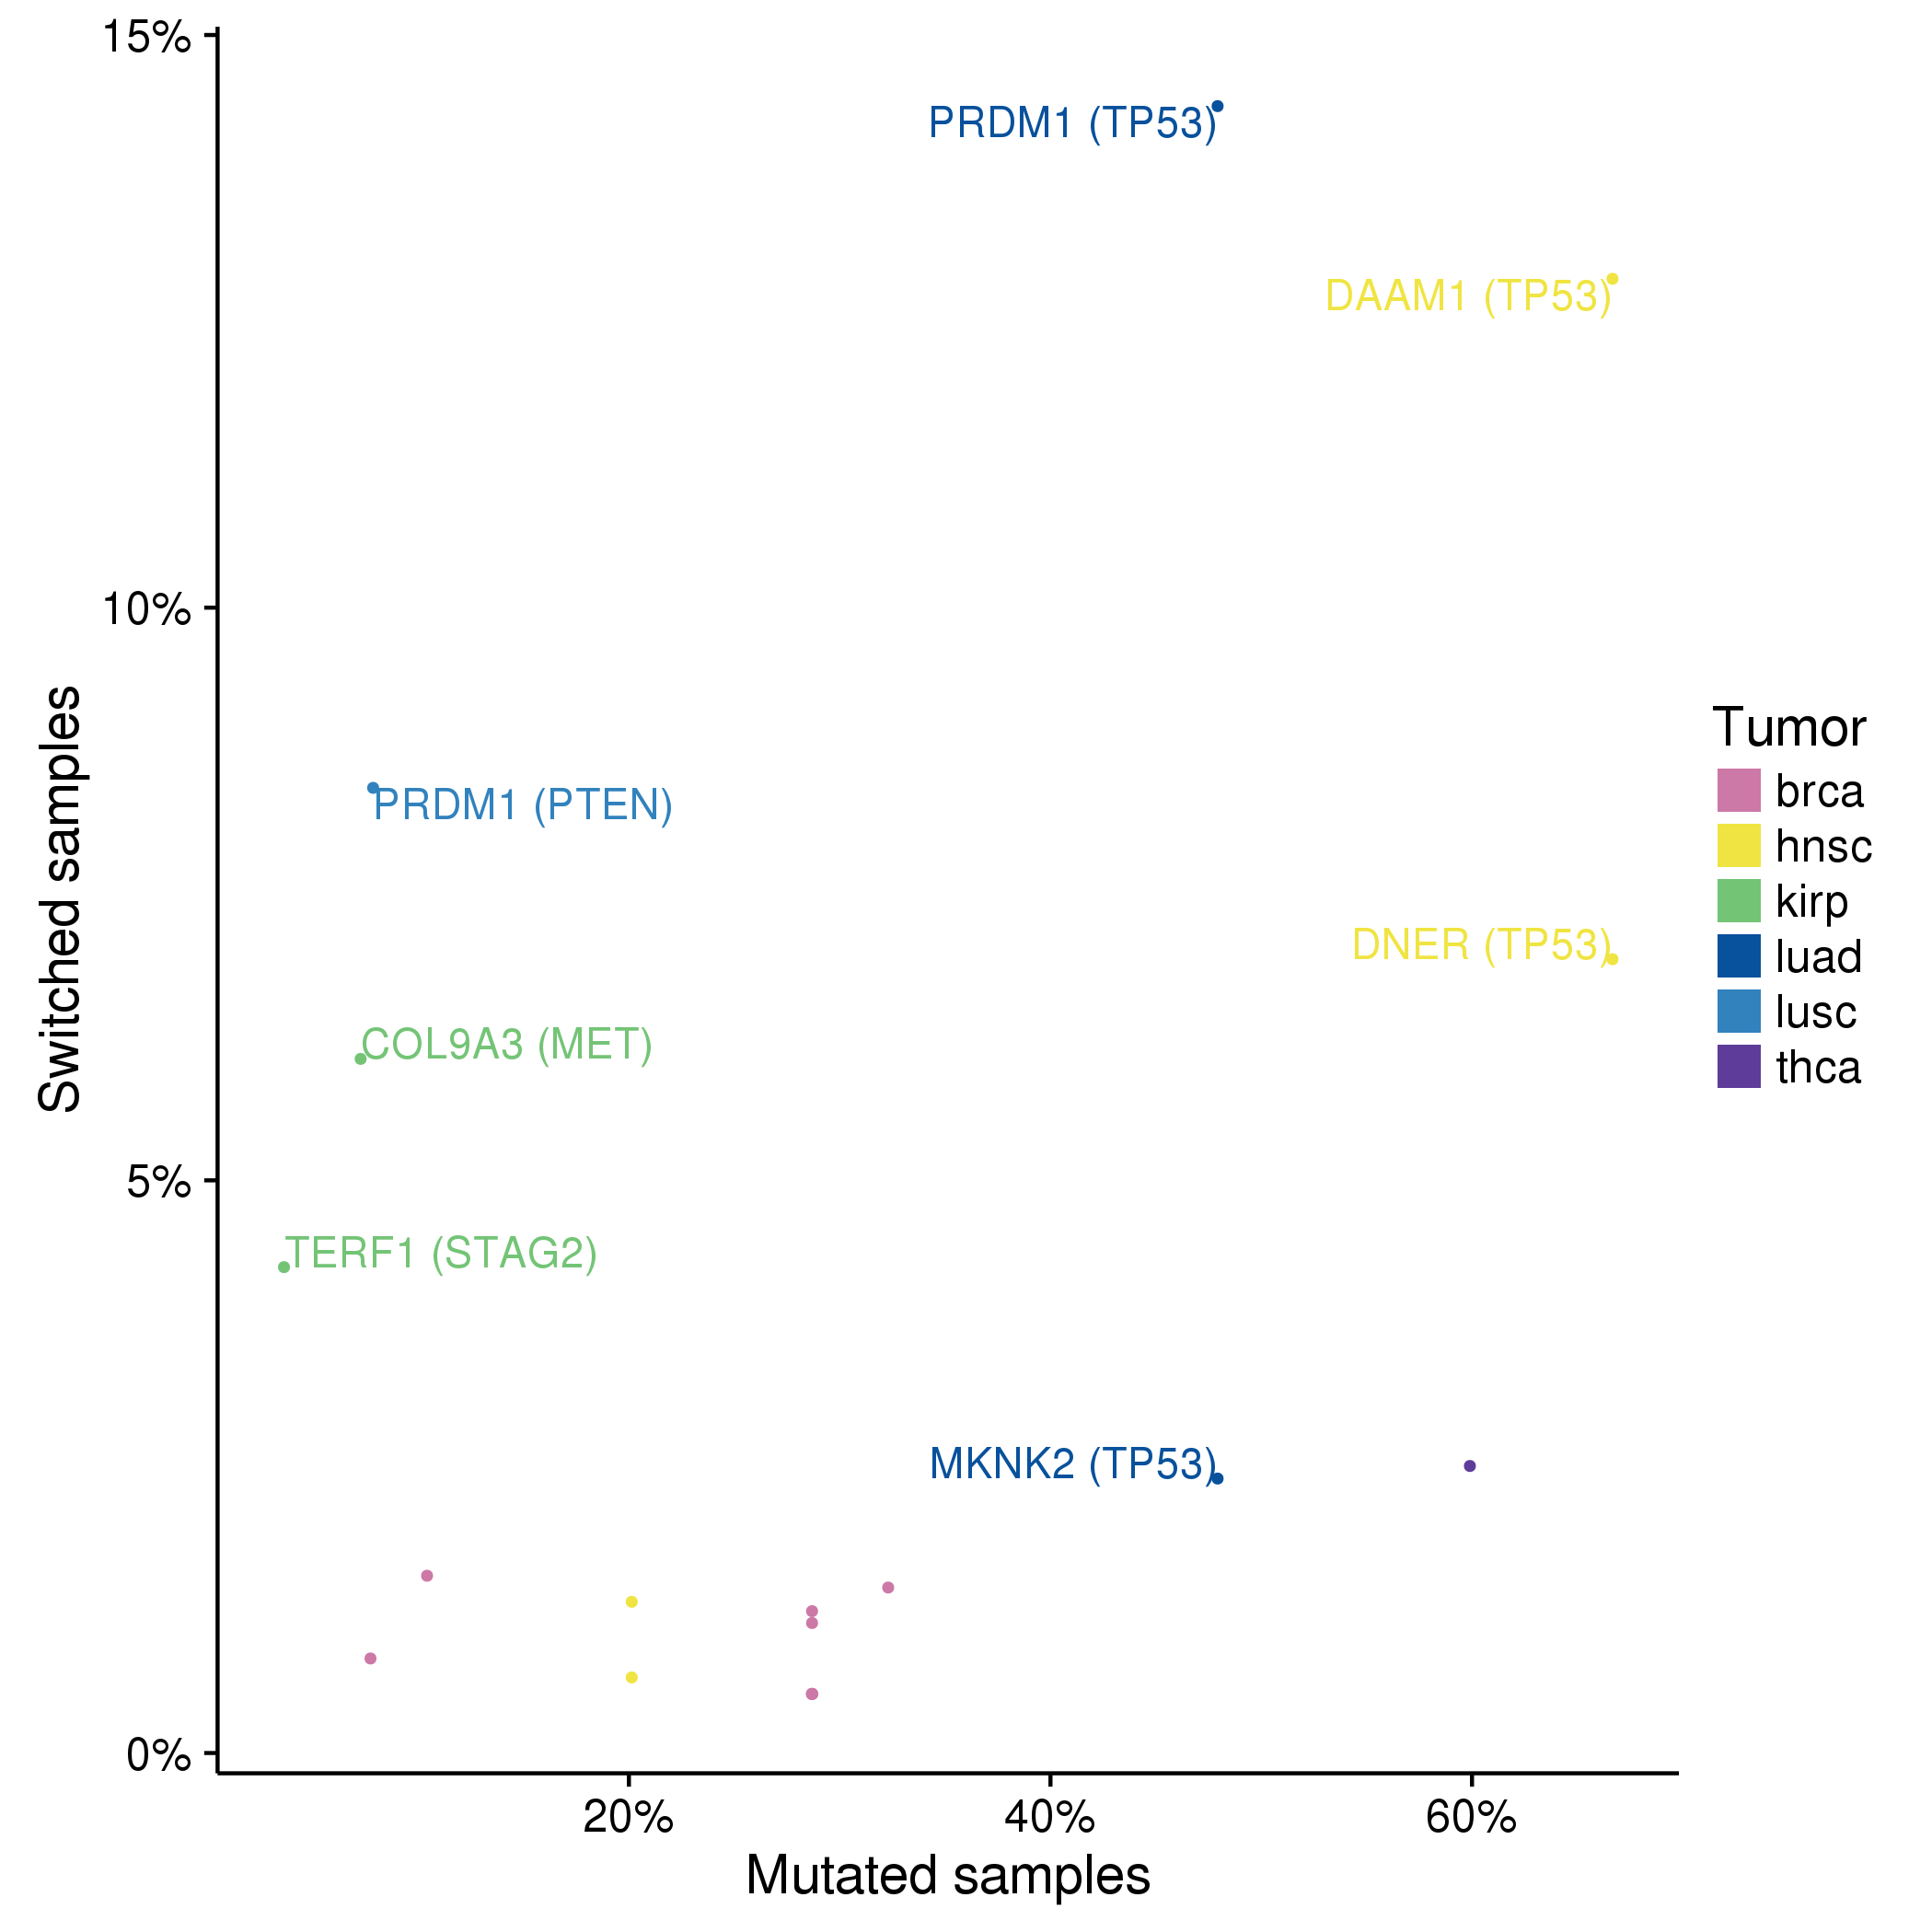 15%
PRDM1 (TP53)
DAAM1 (TP53)
10%
PRDM1 (PTEN)
DNER (TP53)
COL9A3 (MET)
5%
TERF1 (STAG2)
MKNK2 (TP53)
0%
20%
40%
60%
Mutated samples
Switched samples
Tumor
brca
hnsc
kirp
luad
lusc
thca